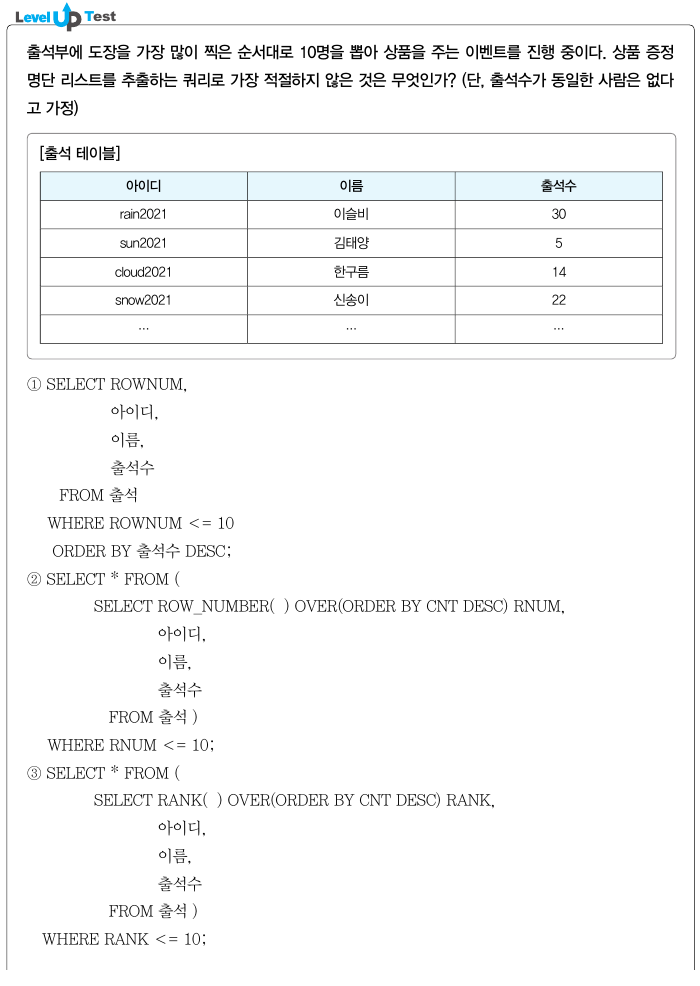 Level Up Test
출석부에 도장을 가장 많이 찍은 순서대로 10명을 뽑아 상품을 주는 이벤트를 진행 중이다. 상품 증정
명단 리스트를 추출하는 쿼리로 가장 적절하지 않은 것은 무엇인가? (단, 출석수가 동일한 사람은 없다
고 가정)
[출석 테이블]
아이디 이름 출석수
rain2021 이슬비 30
sun2021 김태양 5
cloud2021 한구름 14
snow2021 신송이 22
… … …
① SELECT ROWNUM,
아이디,
이름,
출석수
FROM 출석
WHERE ROWNUM <= 10
ORDER BY 출석수 DESC;
② SELECT * FROM (
SELECT ROW_NUMBER( ) OVER(ORDER BY CNT DESC) RNUM,
아이디,
이름,
출석수
FROM 출석 )
WHERE RNUM <= 10;
③ SELECT * FROM (
SELECT RANK( ) OVER(ORDER BY CNT DESC) RANK,
아이디,
이름,
출석수
FROM 출석 )
WHERE RANK <= 10;